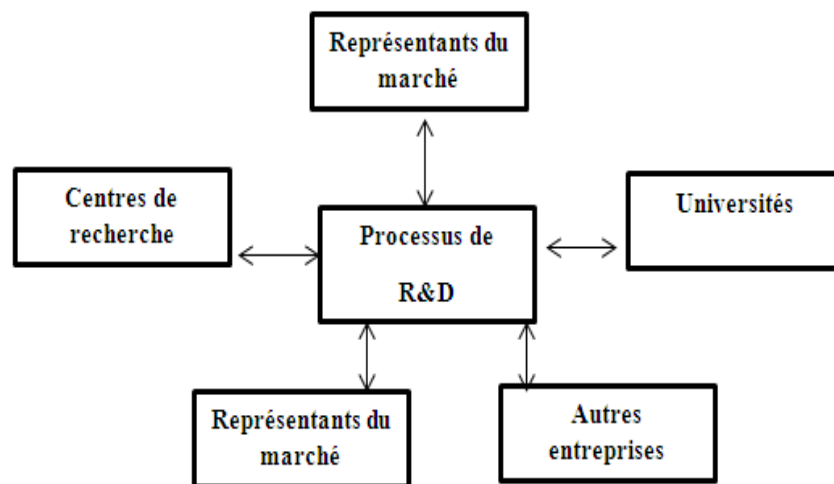 Représentants du
marché
Centres de
recherche
Universités
Processus de
R&D
Représentants du
marché
Autres
entreprises